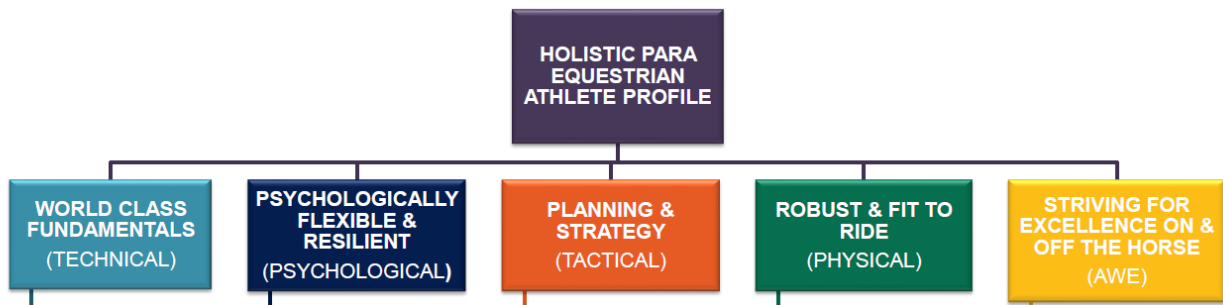 HOLISTIC PARA
EQUESTRIAN
ATHLETE PROFILE
WORLD CLASS
FUNDAMENTALS
(TECHNICAL)
PSYCHOLOGICALLY
FLEXIBLE &
RESILIENT
(PSYCHOLOGICAL)
PLANNING &
STRATEGY
(TACTICAL)
ROBUST & FIT TO
RIDE
(PHYSICAL)
STRIVING FOR
EXCELLENCE ON &
OFF THE HORSE
(AWE)